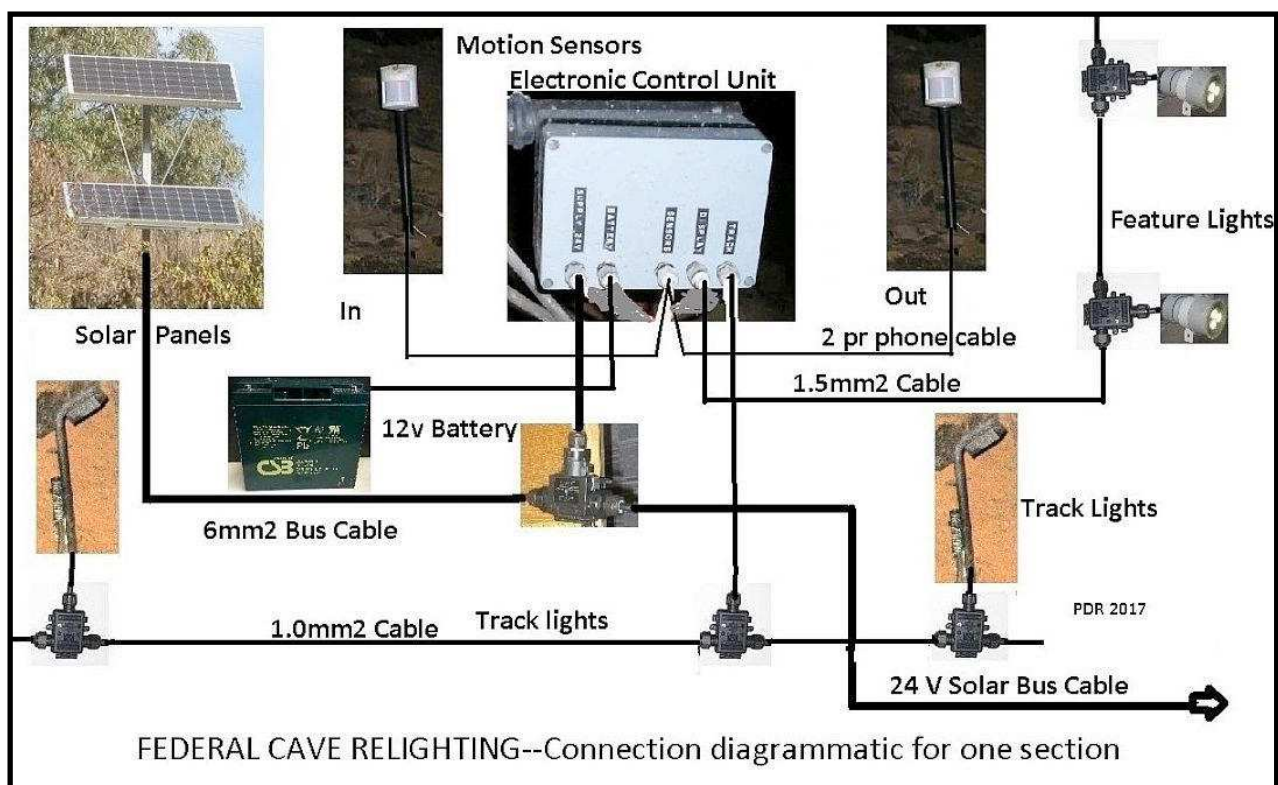 Motion Sensors
Electronic Control Unit
SUPPLY 24V
BATTERY
SENSORS
DISPLAY
TRACK
Feature Lights
In
Out
Solar Panels
2 pr phone cable
1.5mm2 Cable
12v Battery
CSB
Pb
Track Lights
6mm2 Bus Cable
PDR 2017
1.0mm2 Cable
Track lights
24 V Solar Bus Cable
FEDERAL CAVE RELIGHTING--Connection diagrammatic for one section